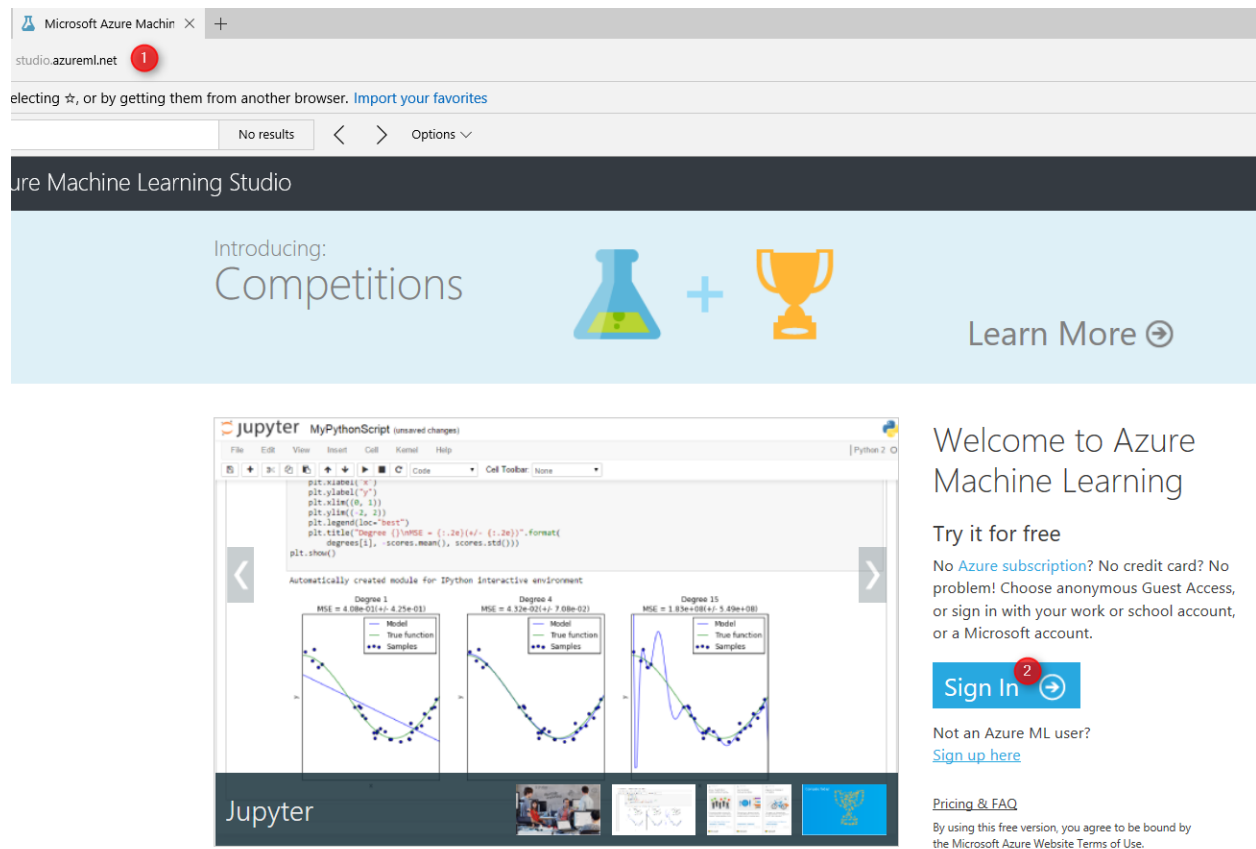 Microsoft Azure Machin
studio.azureml.net 1
electing ☆, or by getting them from another browser. Import your favorites
No results Options
ure Machine Learning Studio
Introducing:
Competitions
Learn More
jupyter MyPythonScript (unsaved changes)
File Edit View Insert Cell Kernel Help Python 2
Code Cell Toolbar: None
plt.xlabel("x")
plt.ylabel("y")
plt.xlim((0, 1))
plt.ylim((-2, 2))
plt.legend(loc="best")
plt.title("Degree {}\nMSE = {:.2e}(+/- {:.2e})".format(
degrees[i], -scores.mean(), scores.std()))
plt.show()
Automatically created module for IPython interactive environment
Degree 1
MSE = 4.08e-01(+/- 4.25e-01)
Model
True function
Samples
y
Degree 4
MSE = 4.32e-02(+/- 7.08e-02)
Model
True function
Samples
y
Degree 15
MSE = 1.83e+08(+/- 5.49e+08)
Model
True function
Samples
y
Jupyter
Welcome to Azure
Machine Learning
Try it for free
No Azure subscription? No credit card? No
problem! Choose anonymous Guest Access,
or sign in with your work or school account,
or a Microsoft account.
Sign In 2
Not an Azure ML user?
Sign up here
Pricing & FAQ
By using this free version, you agree to be bound by
the Microsoft Azure Website Terms of Use.